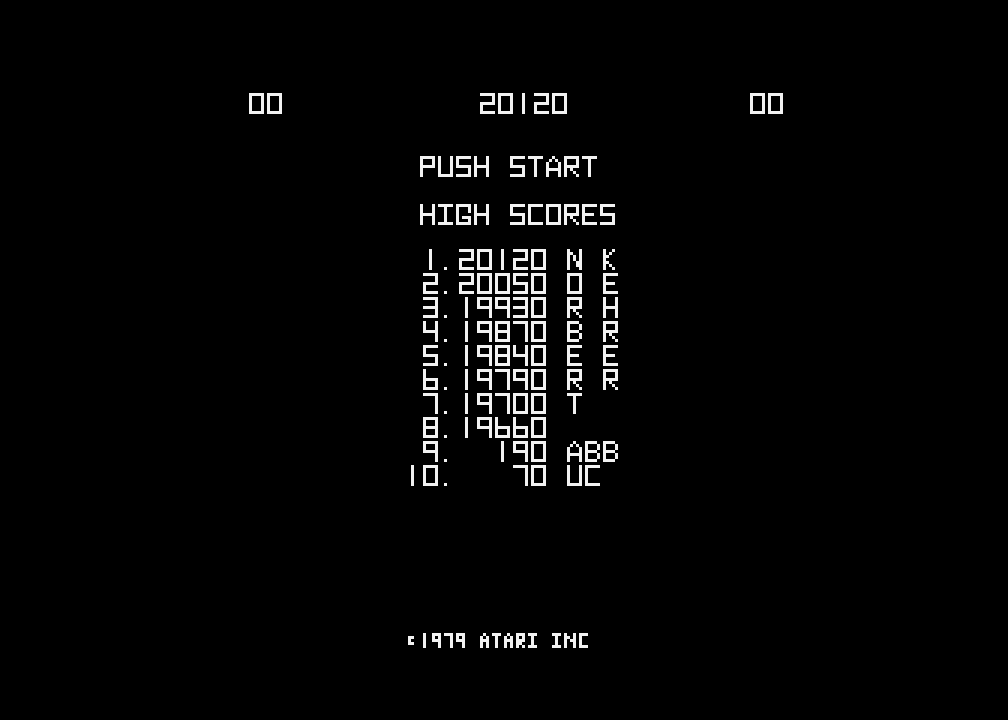 00 20120 00
PUSH START
HIGH SCORES
1. 20120 N K
2. 20050 O E
3. 19930 R H
4. 19870 B R
5. 19840 E E
6. 19790 R R
7. 19700 T
8. 19660
9. 190 ABB
10. 70 UC
©1979 ATARI INC